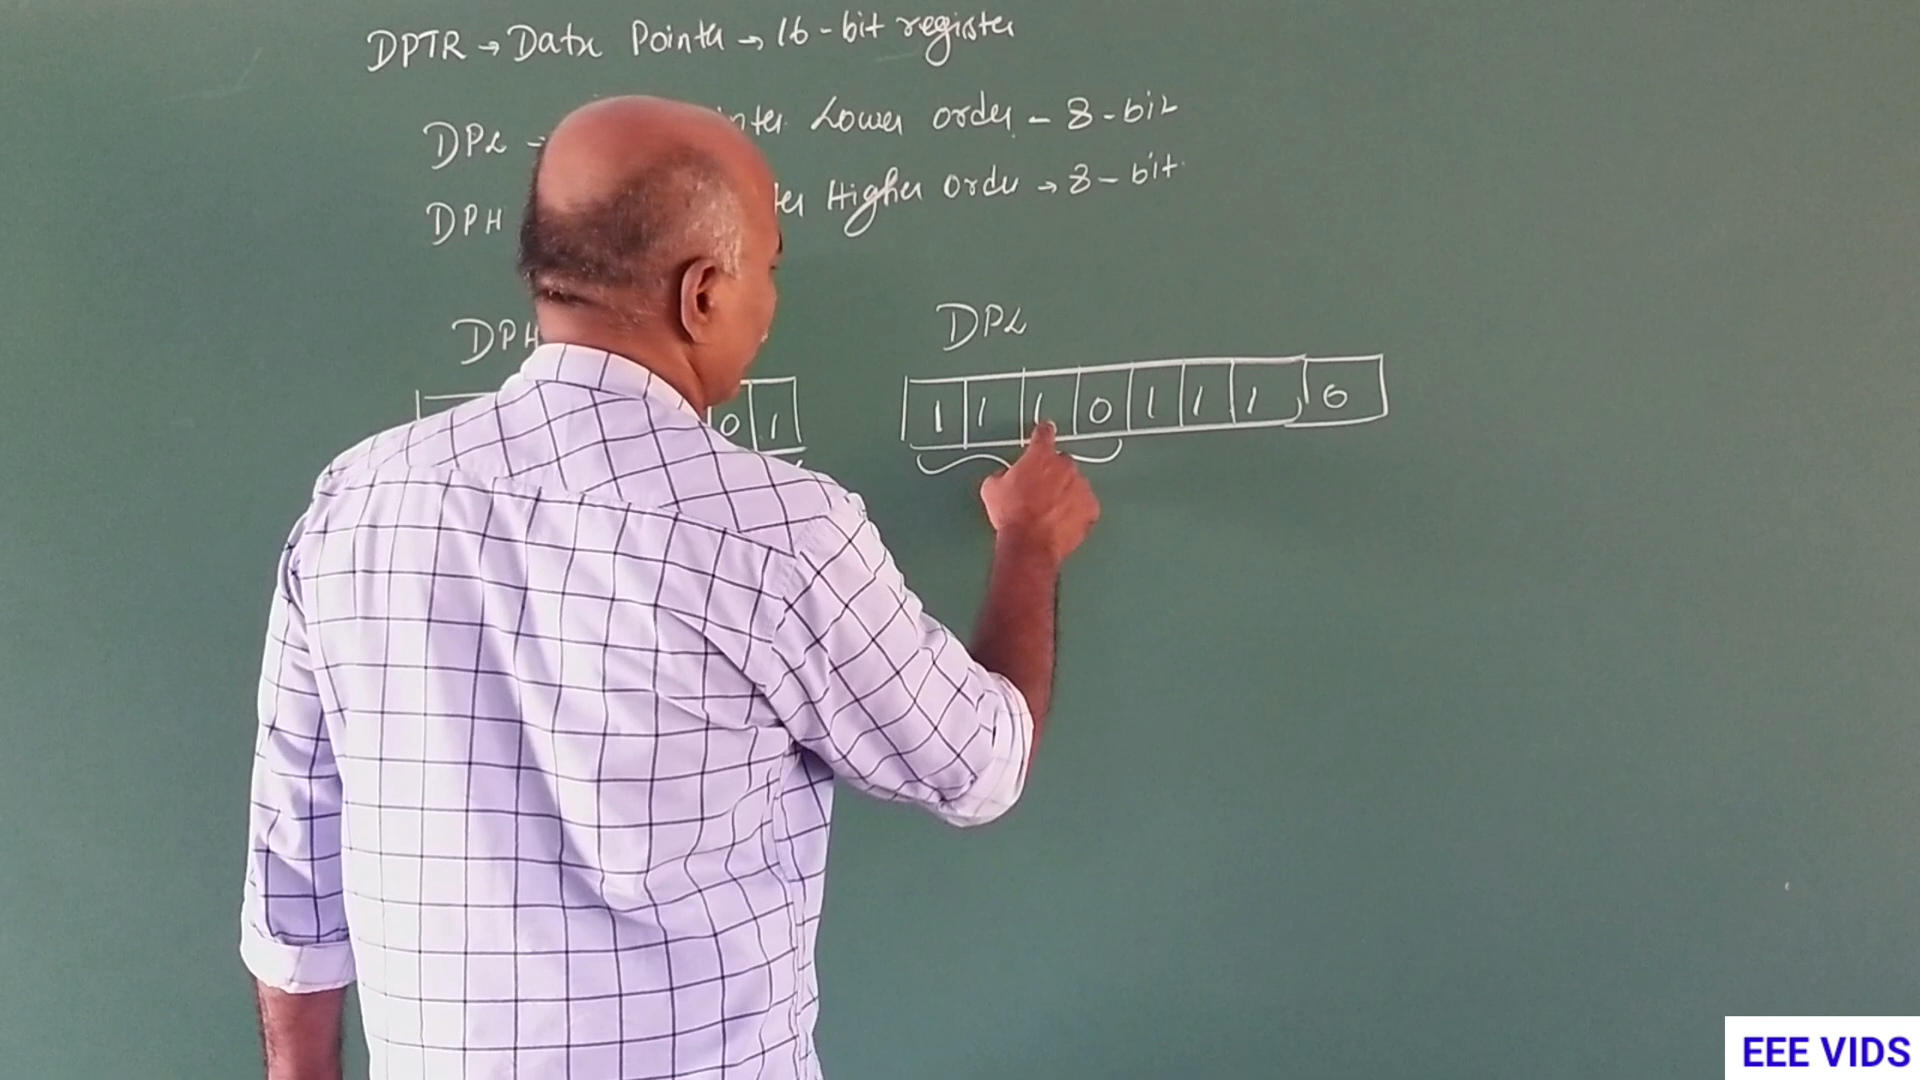 DPTR → Data Pointer → 16-bit register
DPL - Lower order - 8-bit
DPH Higher Order → 8-bit
DPH DPL
0 1 1 1 1 0 1 1 1 0
EEE VIDS